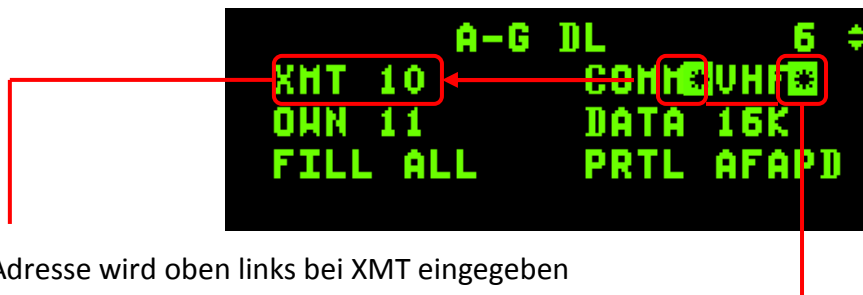 A-G DL 6
XMT 10 COMM*VHF*
OWN 11 DATA 16K
FILL ALL PRTL AFAPD
Adresse wird oben links bei XMT eingegeben